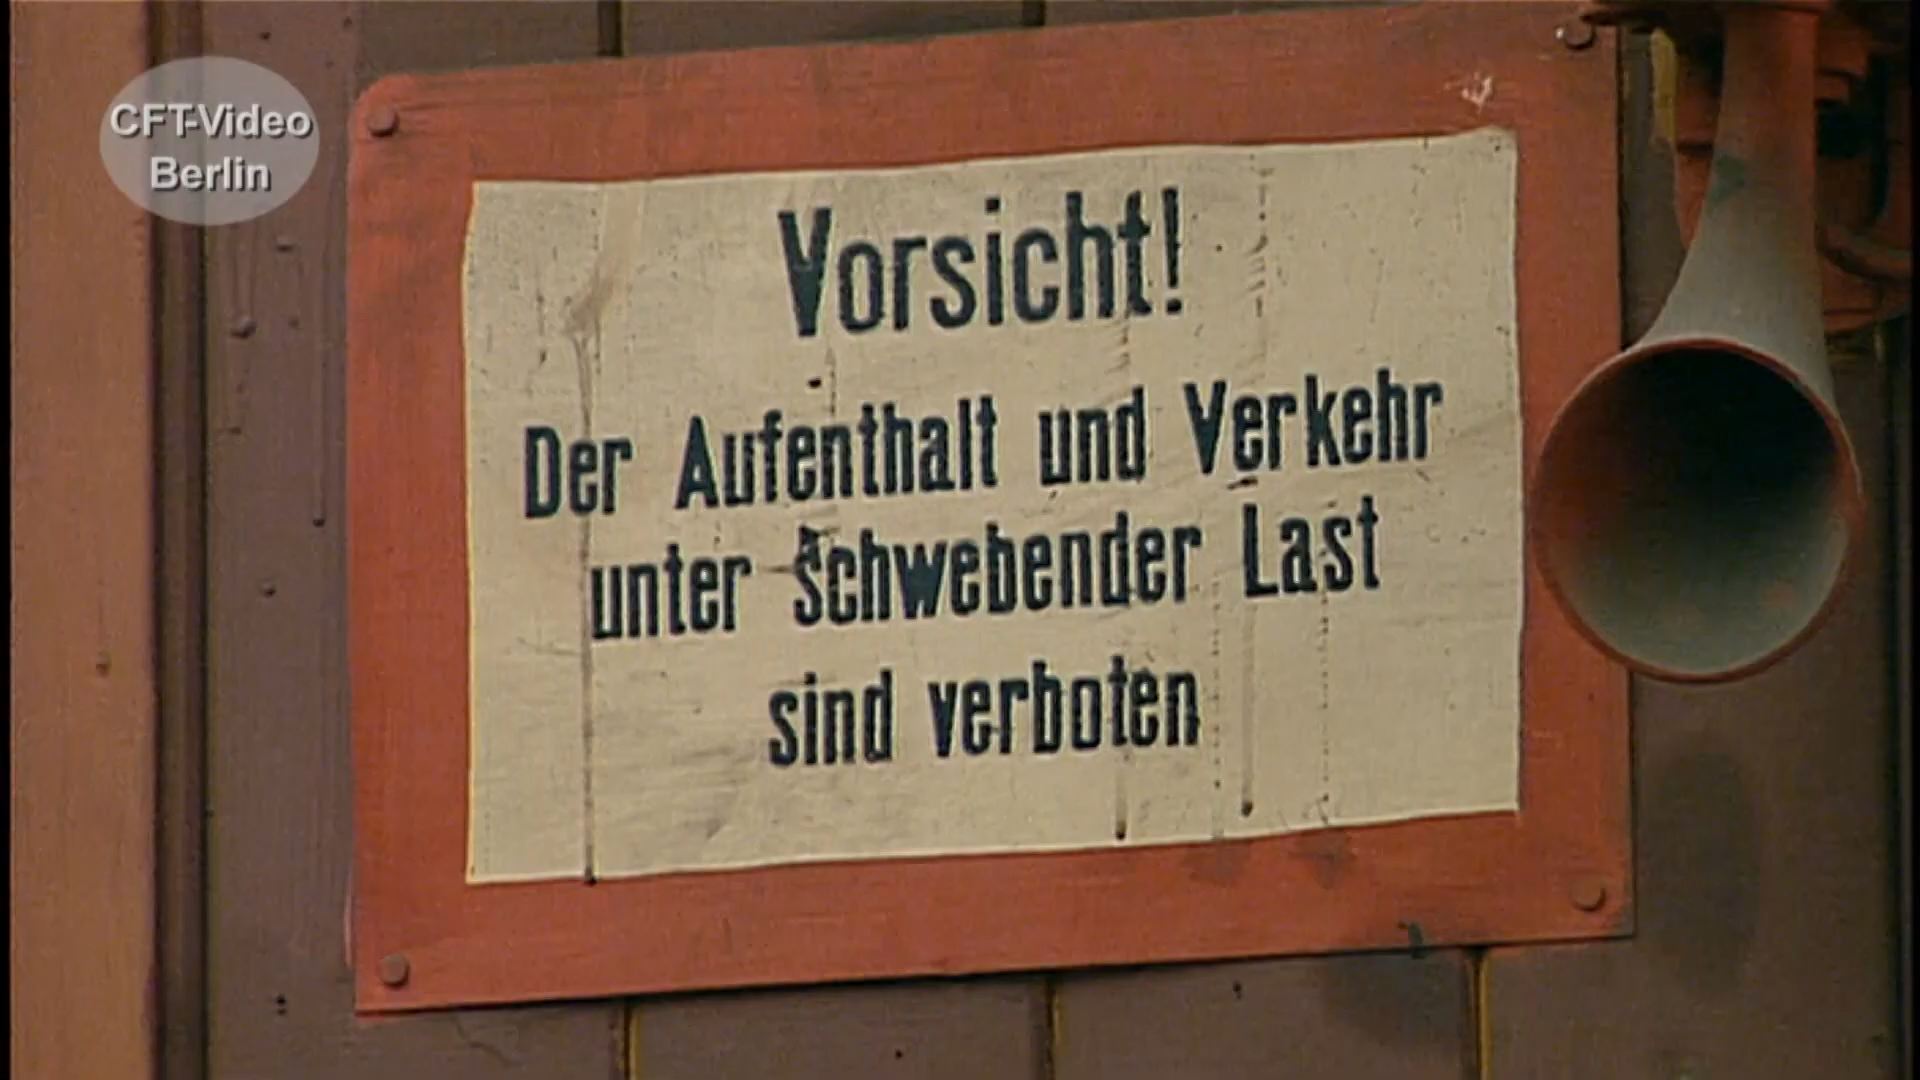 CFT-Video
Berlin
Vorsicht!
Der Aufenthalt und Verkehr
unter Schwebender Last
sind verboten